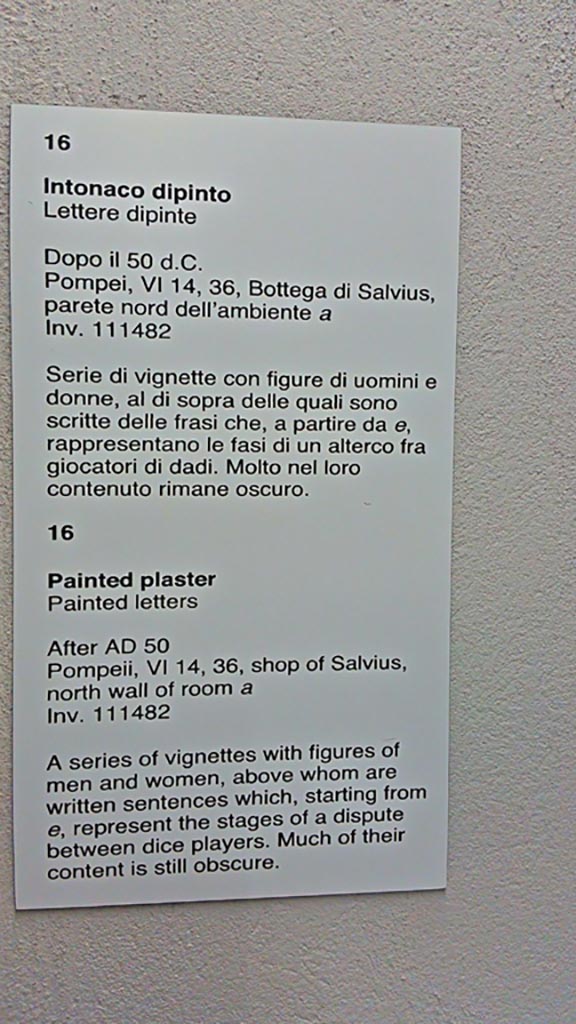 16
Intonaco dipinto
Lettere dipinte
Dopo il 50 d.C.
Pompei, VI 14, 36, Bottega di Salvius,
parete nord dell'ambiente a
Inv. 111482
Serie di vignette con figure di uomini e
donne, al di sopra delle quali sono
scritte delle frasi che, a partire da e,
rappresentano le fasi di un alterco fra
giocatori di dadi. Molto nel loro
contenuto rimane oscuro.
16
Painted plaster
Painted letters
After AD 50
Pompeii, VI 14, 36, shop of Salvius,
north wall of room a
Inv. 111482
A series of vignettes with figures of
men and women, above whom are
written sentences which, starting from
e, represent the stages of a dispute
between dice players. Much of their
content is still obscure.